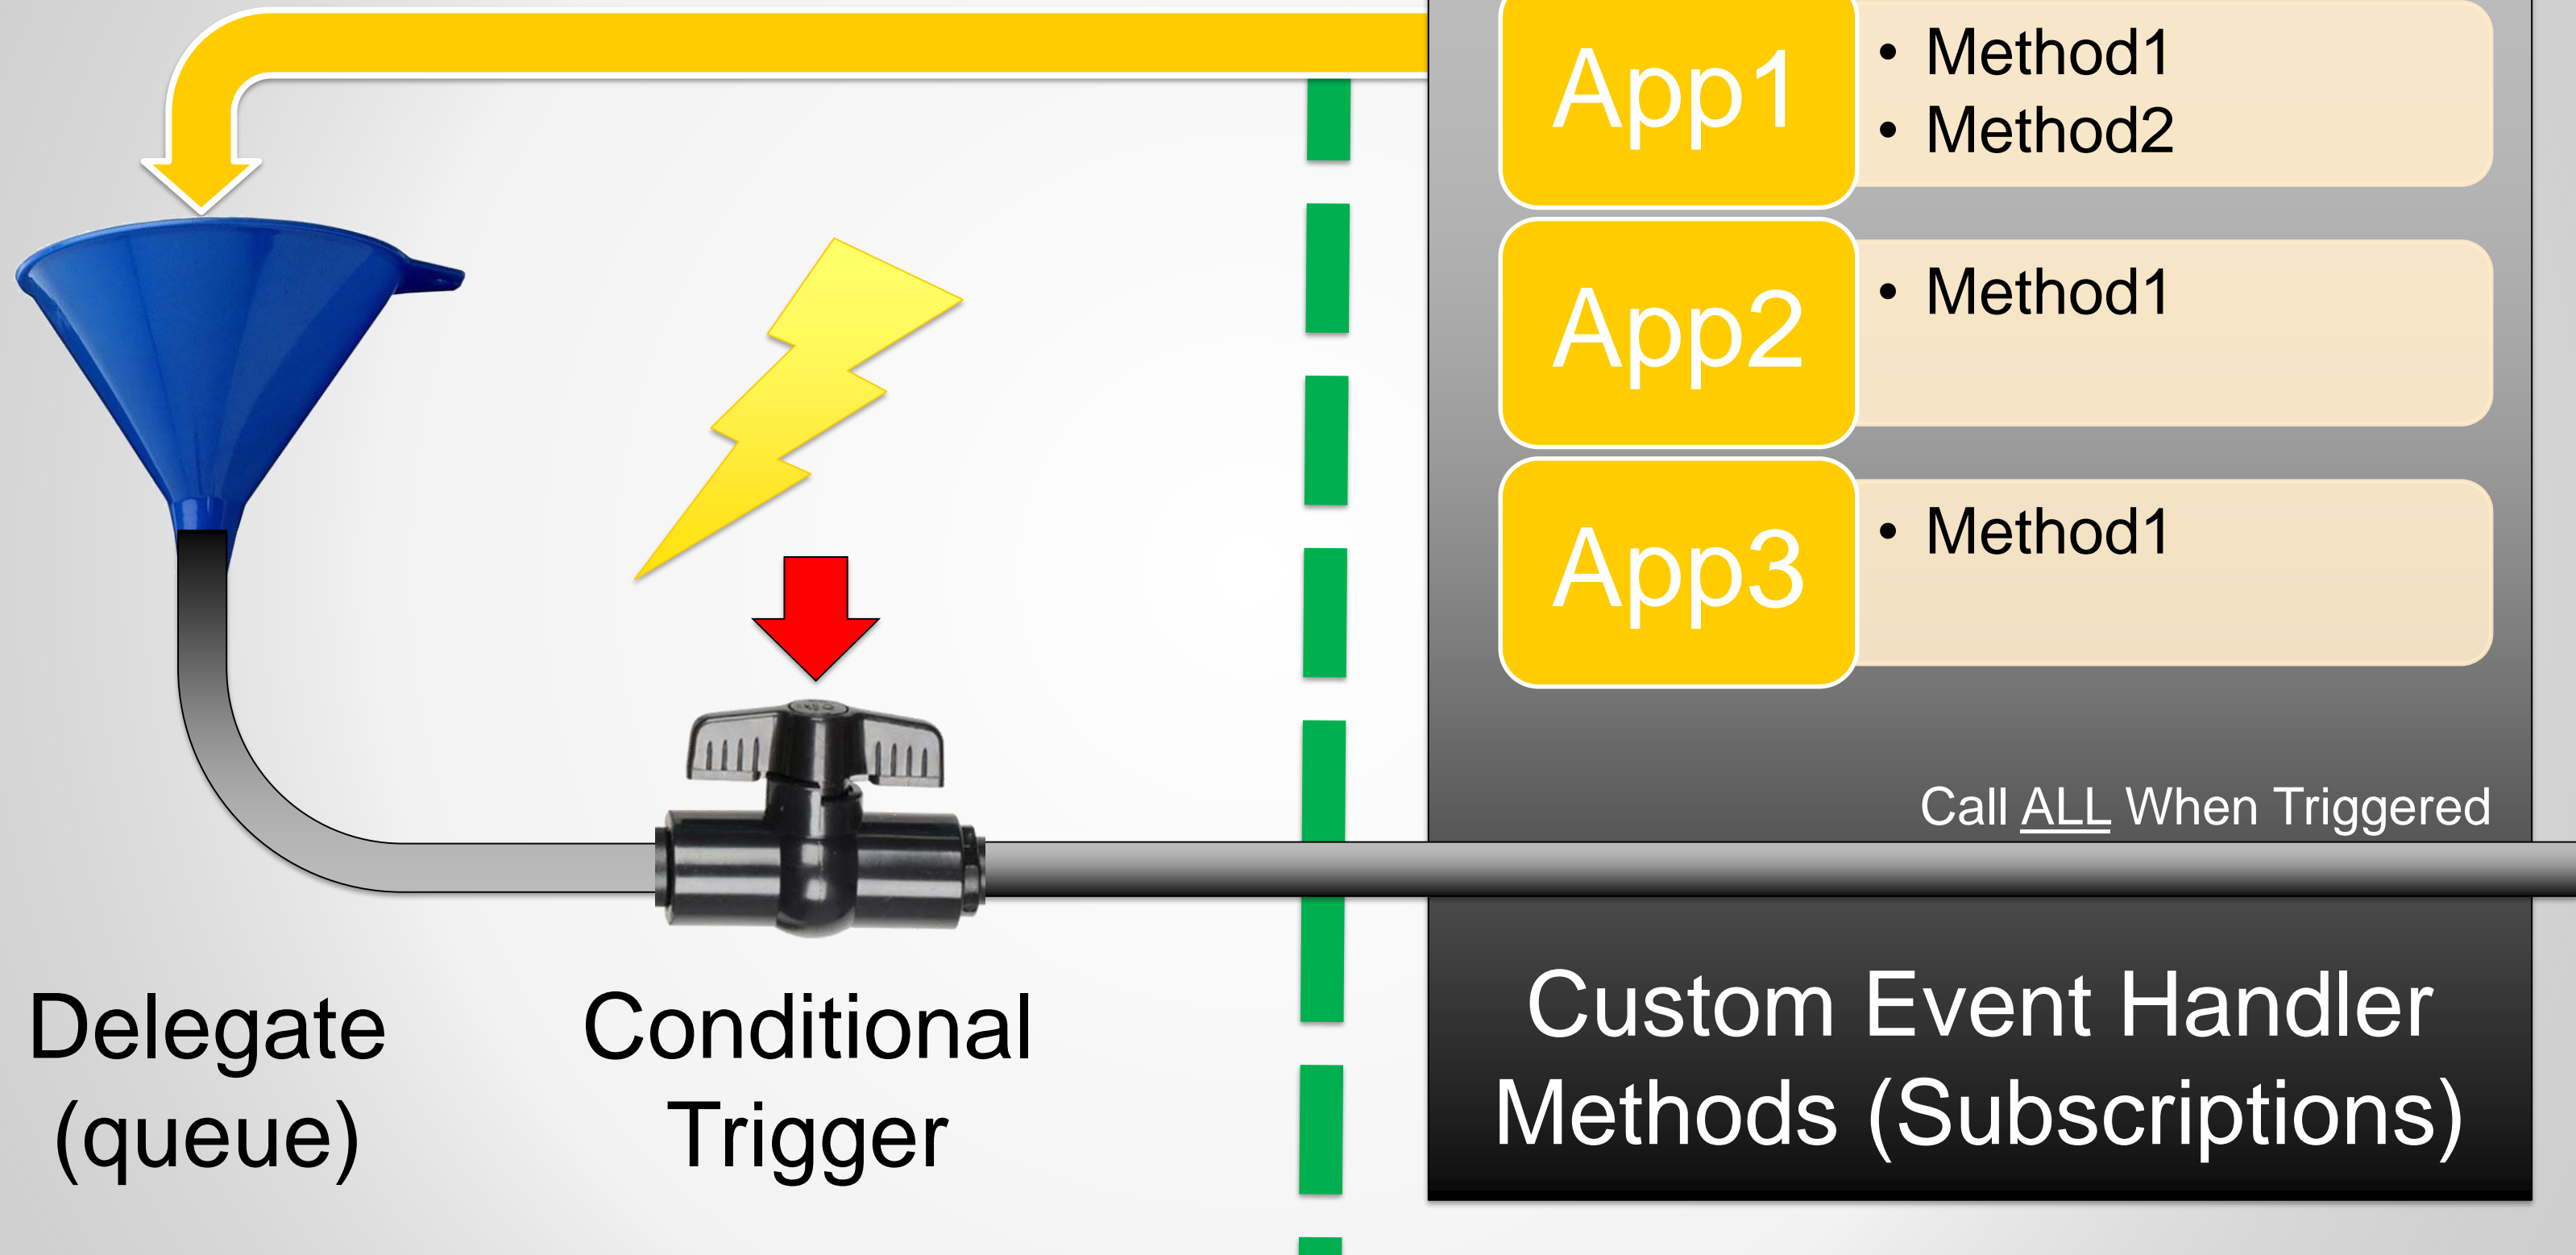 App1
• Method1
• Method2
App2
• Method1
App3
• Method1
Call ALL When Triggered
Delegate
(queue)
Conditional
Trigger
Custom Event Handler
Methods (Subscriptions)